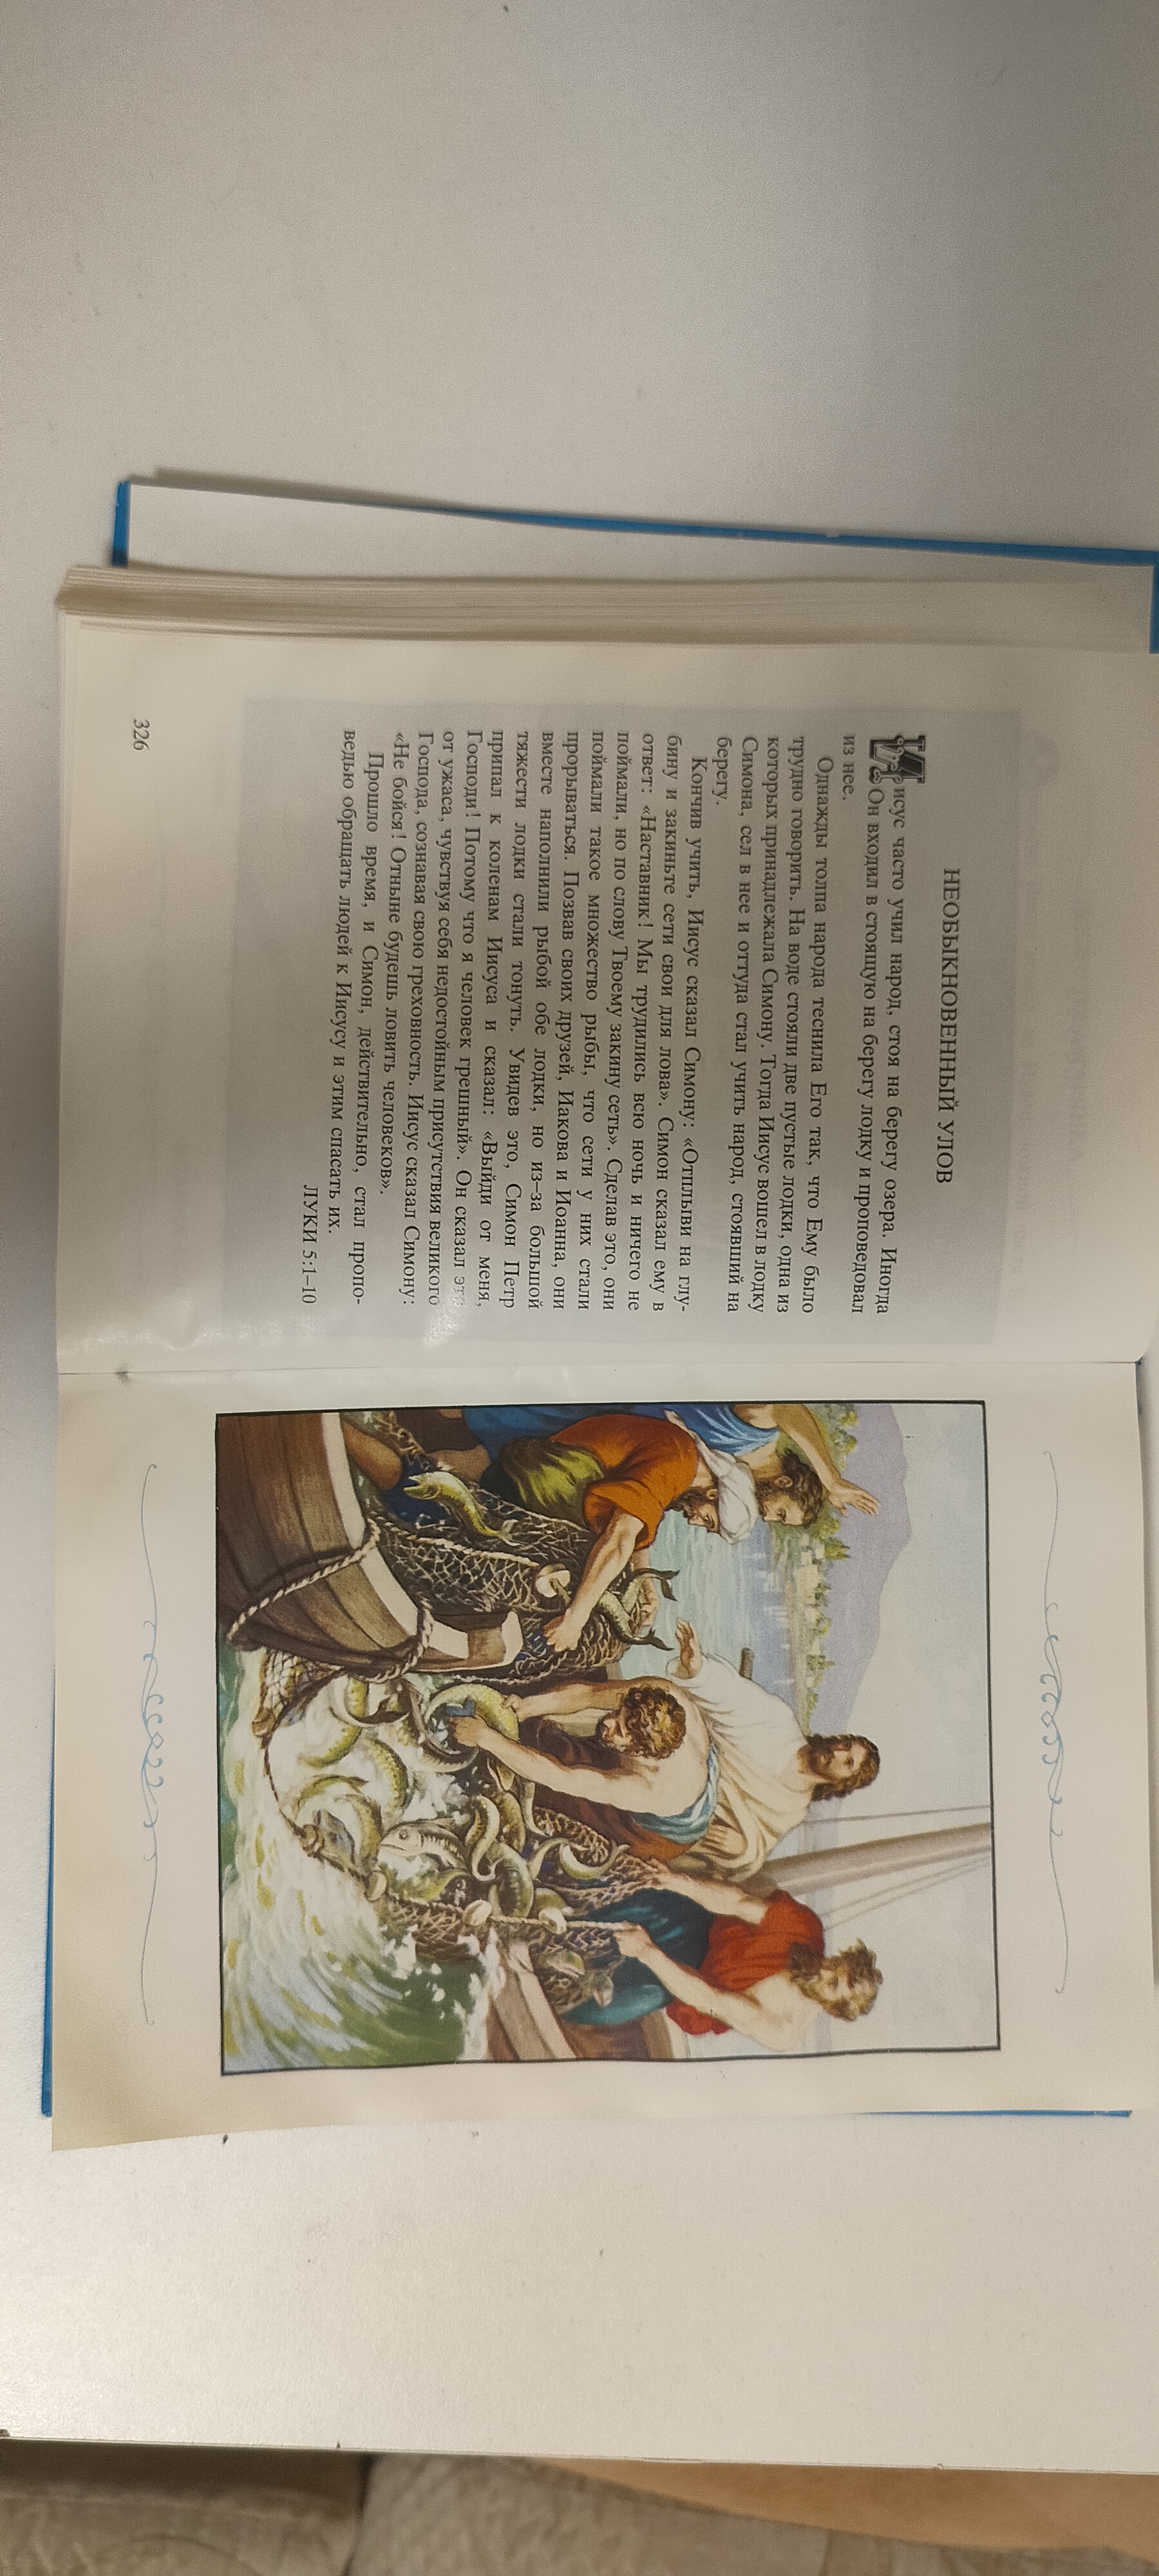 НЕОБЫКНОВЕННЫЙ УЛОВ
Иисус часто учил народ, стоя на берегу озера. Иногда
Он входил в стоящую на берегу лодку и проповедовал
из нее.
Однажды толпа народа теснила Его так, что Ему было
трудно говорить. На воде стояли две пустые лодки, одна из
которых принадлежала Симону. Тогда Иисус вошел в лодку
Симона, сел в нее и оттуда стал учить народ, стоявший на
берегу.
Кончив учить, Иисус сказал Симону: «Отплыви на глу-
бину и закиньте сети свои для лова». Симон сказал ему в
ответ: «Наставник! Мы трудились всю ночь и ничего не
поймали, но по слову Твоему закину сеть». Сделав это, они
поймали такое множество рыбы, что сети у них стали
прорываться. Позвав своих друзей, Иакова и Иоанна, они
вместе наполнили рыбой обе лодки, но из–за большой
тяжести лодки стали тонуть. Увидев это, Симон Петр
припал к коленам Иисуса и сказал: «Выйди от меня,
Господи! Потому что я человек грешный». Он сказал это
от ужаса, чувствуя себя недостойным присутствия великого
Господа, сознавая свою греховность. Иисус сказал Симону:
«Не бойся! Отныне будешь ловить человеков».
Прошло время, и Симон, действительно, стал пропо-
ведью обращать людей к Иисусу и этим спасать их.
ЛУКИ 5:1–10
326